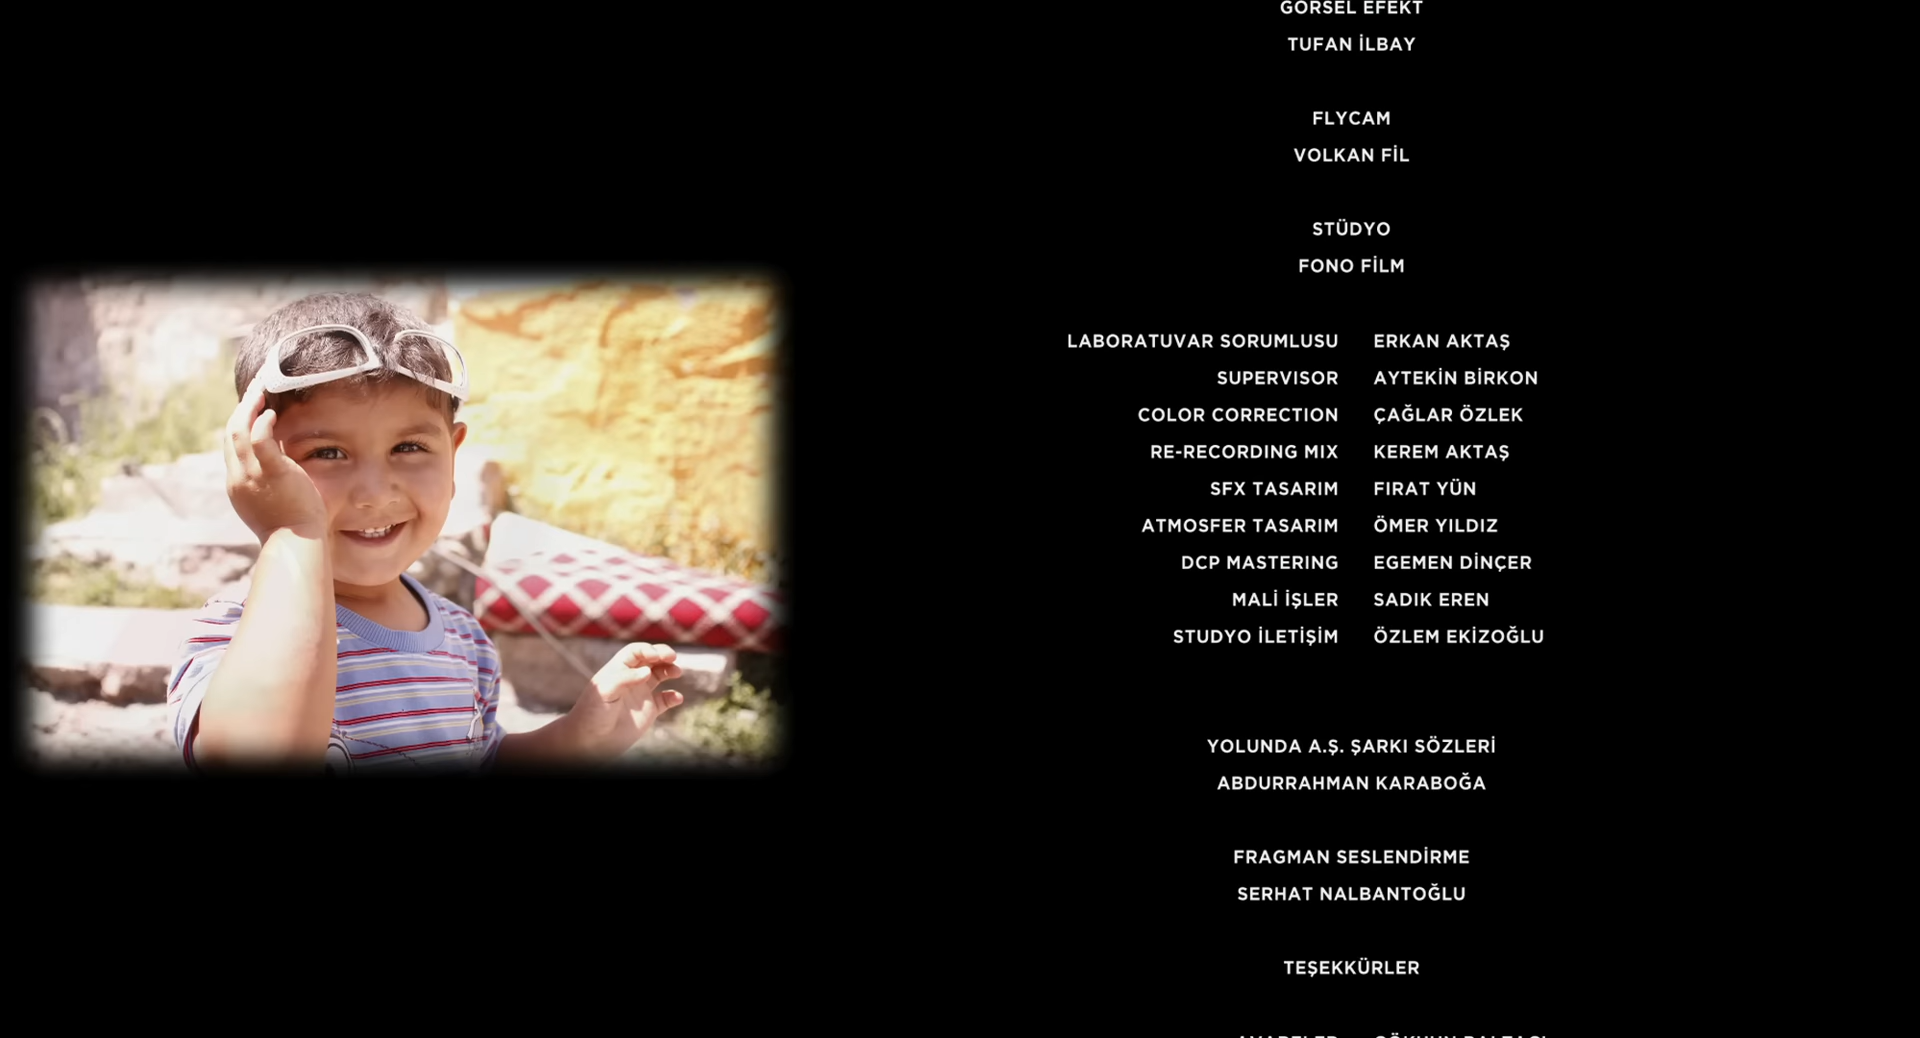 GÖRSEL EFEKT
TUFAN İLBAY
FLYCAM
VOLKAN FİL
STÜDYO
FONO FİLM
LABORATUVAR SORUMLUSU ERKAN AKTAŞ
SUPERVISOR AYTEKİN BİRKON
COLOR CORRECTION ÇAĞLAR ÖZLEK
RE-RECORDING MIX KEREM AKTAŞ
SFX TASARIM FIRAT YÜN
ATMOSFER TASARIM ÖMER YILDIZ
DCP MASTERING EGEMEN DİNÇER
MALİ İŞLER SADIK EREN
STUDYO İLETİŞİM ÖZLEM EKİZOĞLU
YOLUNDA A.Ş. ŞARKI SÖZLERİ
ABDURRAHMAN KARABOĞA
FRAGMAN SESLENDİRME
SERHAT NALBANTOĞLU
TEŞEKKÜRLER